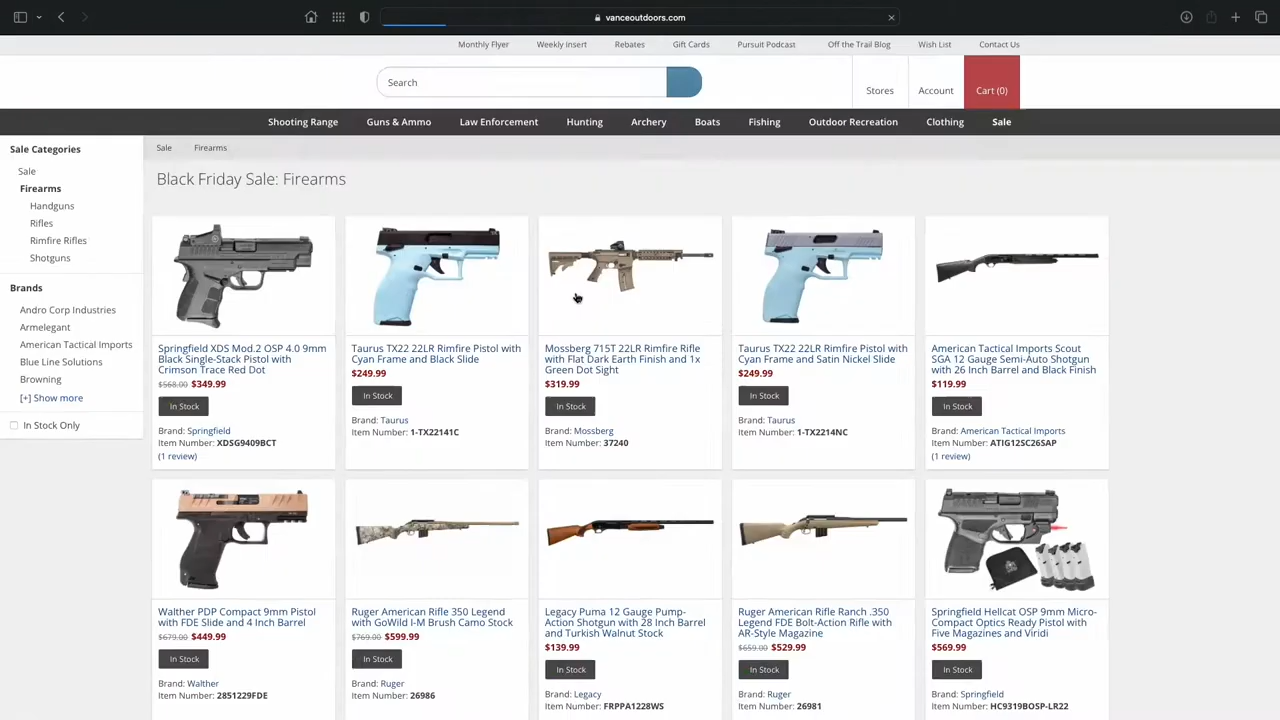 vanceoutdoors.com
Monthly Flyer Weekly Insert Rebates Gift Cards Pursuit Podcast Off the Trail Blog Wish List Contact Us
Search
Stores Account Cart (0)
Shooting Range Guns & Ammo Law Enforcement Hunting Archery Boats Fishing Outdoor Recreation Clothing Sale
Sale Categories
Sale
Firearms
Handguns
Rifles
Rimfire Rifles
Shotguns
Brands
Andro Corp Industries
Armelegant
American Tactical Imports
Blue Line Solutions
Browning
[+] Show more
In Stock Only
Sale Firearms
Black Friday Sale: Firearms
Springfield XDS Mod.2 OSP 4.0 9mm
Black Single-Stack Pistol with
Crimson Trace Red Dot
$568.00 $349.99
In Stock
Brand: Springfield
Item Number: XDSG9409BCT
(1 review)
Taurus TX22 22LR Rimfire Pistol with
Cyan Frame and Black Slide
$249.99
In Stock
Brand: Taurus
Item Number: 1-TX22141C
Mossberg 715T 22LR Rimfire Rifle
with Flat Dark Earth Finish and 1x
Green Dot Sight
$319.99
In Stock
Brand: Mossberg
Item Number: 37240
Taurus TX22 22LR Rimfire Pistol with
Cyan Frame and Satin Nickel Slide
$249.99
In Stock
Brand: Taurus
Item Number: 1-TX2214NC
American Tactical Imports Scout
SGA 12 Gauge Semi-Auto Shotgun
with 26 Inch Barrel and Black Finish
$119.99
In Stock
Brand: American Tactical Imports
Item Number: ATIG12SC26SAP
(1 review)
Walther PDP Compact 9mm Pistol
with FDE Slide and 4 Inch Barrel
$679.00 $449.99
In Stock
Brand: Walther
Item Number: 2851229FDE
Ruger American Rifle 350 Legend
with GoWild I-M Brush Camo Stock
$769.00 $599.99
In Stock
Brand: Ruger
Item Number: 26986
Legacy Puma 12 Gauge Pump-
Action Shotgun with 28 Inch Barrel
and Turkish Walnut Stock
$139.99
In Stock
Brand: Legacy
Item Number: FRPPA1228WS
Ruger American Rifle Ranch .350
Legend FDE Bolt-Action Rifle with
AR-Style Magazine
$659.00 $529.99
In Stock
Brand: Ruger
Item Number: 26981
Springfield Hellcat OSP 9mm Micro-
Compact Optics Ready Pistol with
Five Magazines and Viridi
$569.99
In Stock
Brand: Springfield
Item Number: HC9319BOSP-LR22